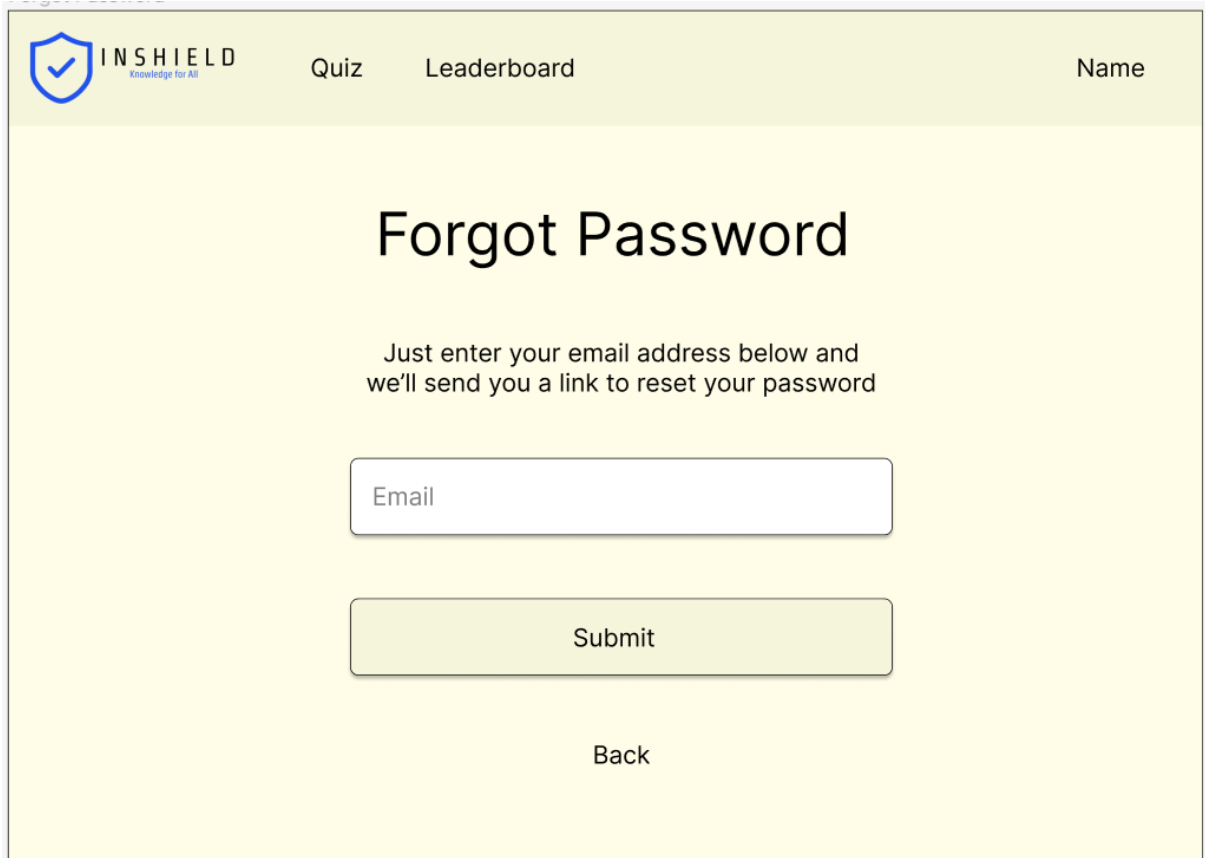 INSHIELD
Knowledge for All
Quiz
Leaderboard
Name
Forgot Password
Just enter your email address below and
we’ll send you a link to reset your password
Email
Submit
Back